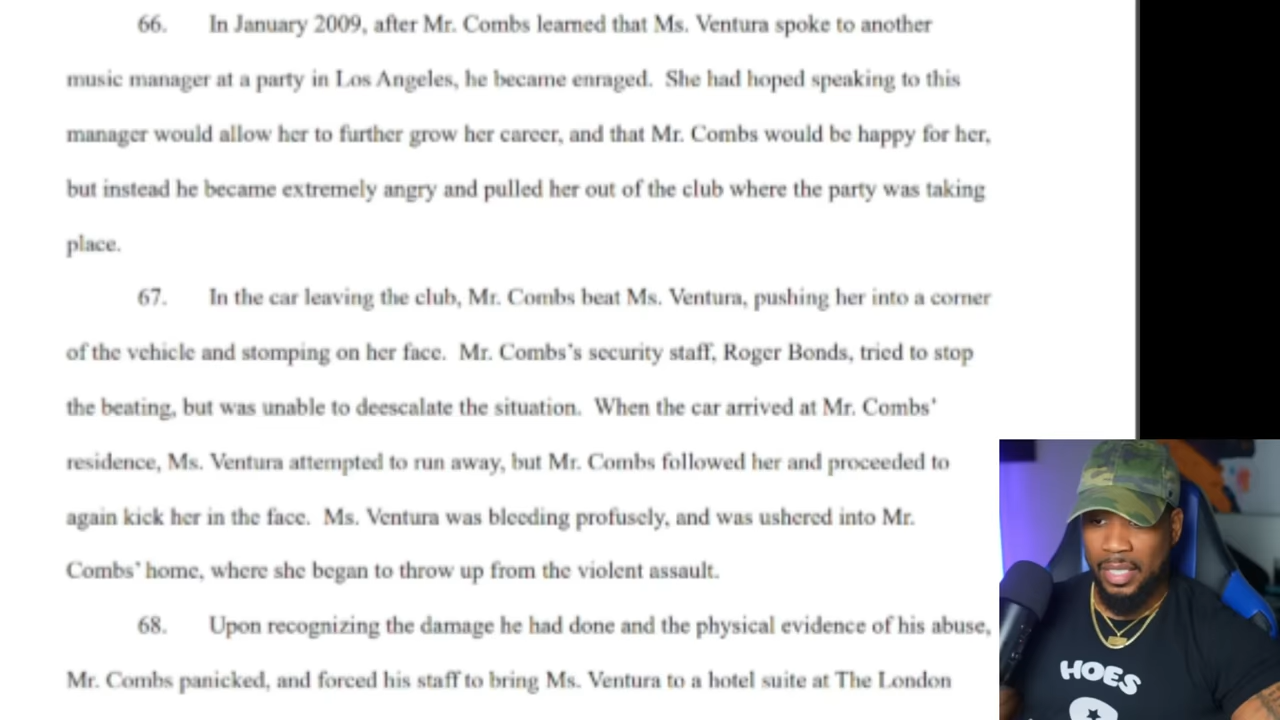 66. In January 2009, after Mr. Combs learned that Ms. Ventura spoke to another
music manager at a party in Los Angeles, he became enraged. She had hoped speaking to this
manager would allow her to further grow her career, and that Mr. Combs would be happy for her,
but instead he became extremely angry and pulled her out of the club where the party was taking
place.
67. In the car leaving the club, Mr. Combs beat Ms. Ventura, pushing her into a corner
of the vehicle and stomping on her face. Mr. Combs's security staff, Roger Bonds, tried to stop
the beating, but was unable to deescalate the situation. When the car arrived at Mr. Combs'
residence, Ms. Ventura attempted to run away, but Mr. Combs followed her and proceeded to
again kick her in the face. Ms. Ventura was bleeding profusely, and was ushered into Mr.
Combs' home, where she began to throw up from the violent assault.
68. Upon recognizing the damage he had done and the physical evidence of his abuse,
Mr. Combs panicked, and forced his staff to bring Ms. Ventura to a hotel suite at The London
HOES